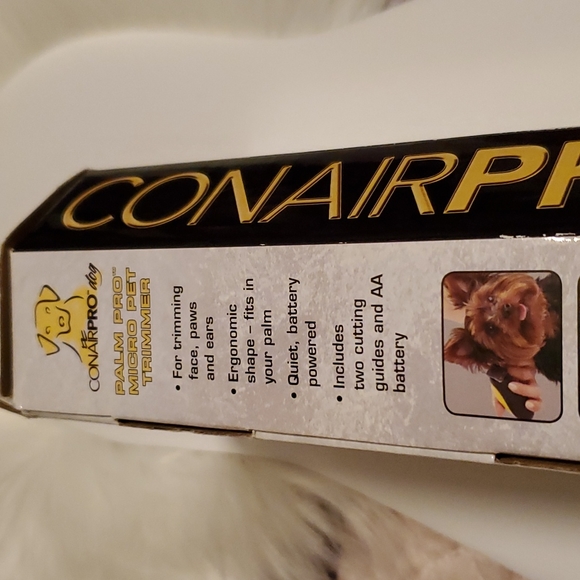 CONAIRPR
CONAIRPRO dog
PALM PRO™
MICRO PET
TRIMMER
• For trimming
face, paws
and ears
• Ergonomic
shape – fits in
your palm
• Quiet, battery
powered
• Includes
two cutting
guides and AA
battery